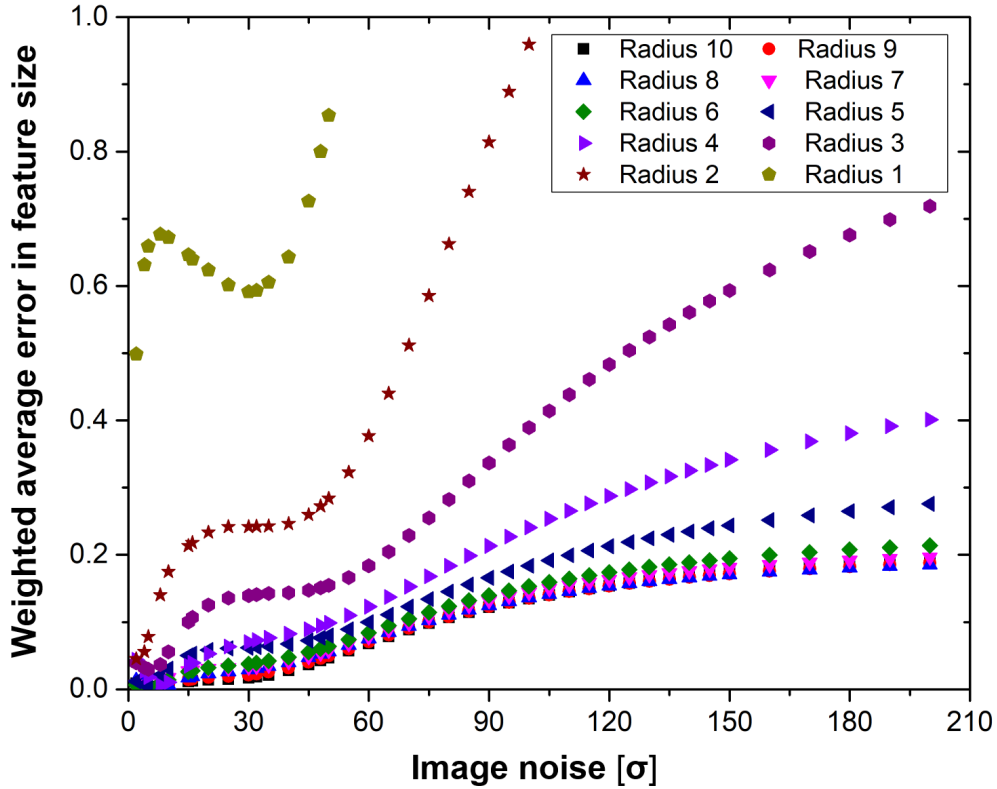 Weighted average error in feature size
1.0
0.8
0.6
0.4
0.2
0.0
Radius 10 Radius 9
Radius 8 Radius 7
Radius 6 Radius 5
Radius 4 Radius 3
Radius 2 Radius 1
0 30 60 90 120 150 180 210
Image noise [σ]